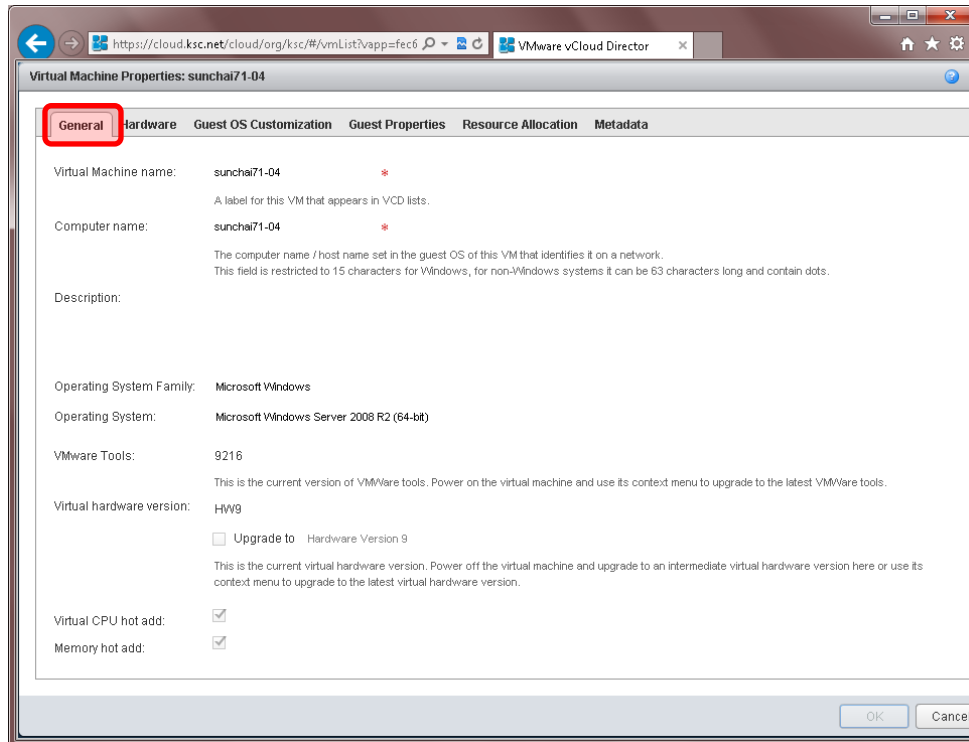 https://cloud.ksc.net/cloud/org/ksc/#/vmList?vapp=fec6
VMware vCloud Director
Virtual Machine Properties: sunchai71-04
General Hardware Guest OS Customization Guest Properties Resource Allocation Metadata
Virtual Machine name: sunchai71-04 *
A label for this VM that appears in VCD lists.
Computer name: sunchai71-04 *
The computer name / host name set in the guest OS of this VM that identifies it on a network.
This field is restricted to 15 characters for Windows, for non-Windows systems it can be 63 characters long and contain dots.
Description:
Operating System Family: Microsoft Windows
Operating System: Microsoft Windows Server 2008 R2 (64-bit)
VMware Tools: 9216
This is the current version of VMWare tools. Power on the virtual machine and use its context menu to upgrade to the latest VMWare tools.
Virtual hardware version: HW9
Upgrade to Hardware Version 9
This is the current virtual hardware version. Power off the virtual machine and upgrade to an intermediate virtual hardware version here or use its
context menu to upgrade to the latest virtual hardware version.
Virtual CPU hot add:
Memory hot add:
OK Cance